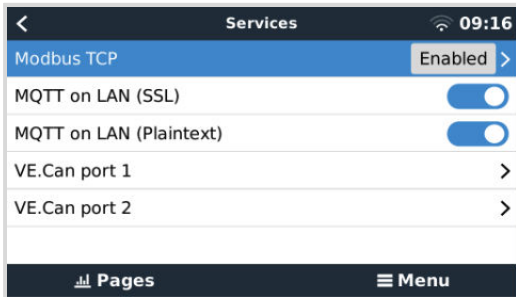 Services 09:16
Modbus TCP Enabled
MQTT on LAN (SSL)
MQTT on LAN (Plaintext)
VE.Can port 1
VE.Can port 2
Pages Menu